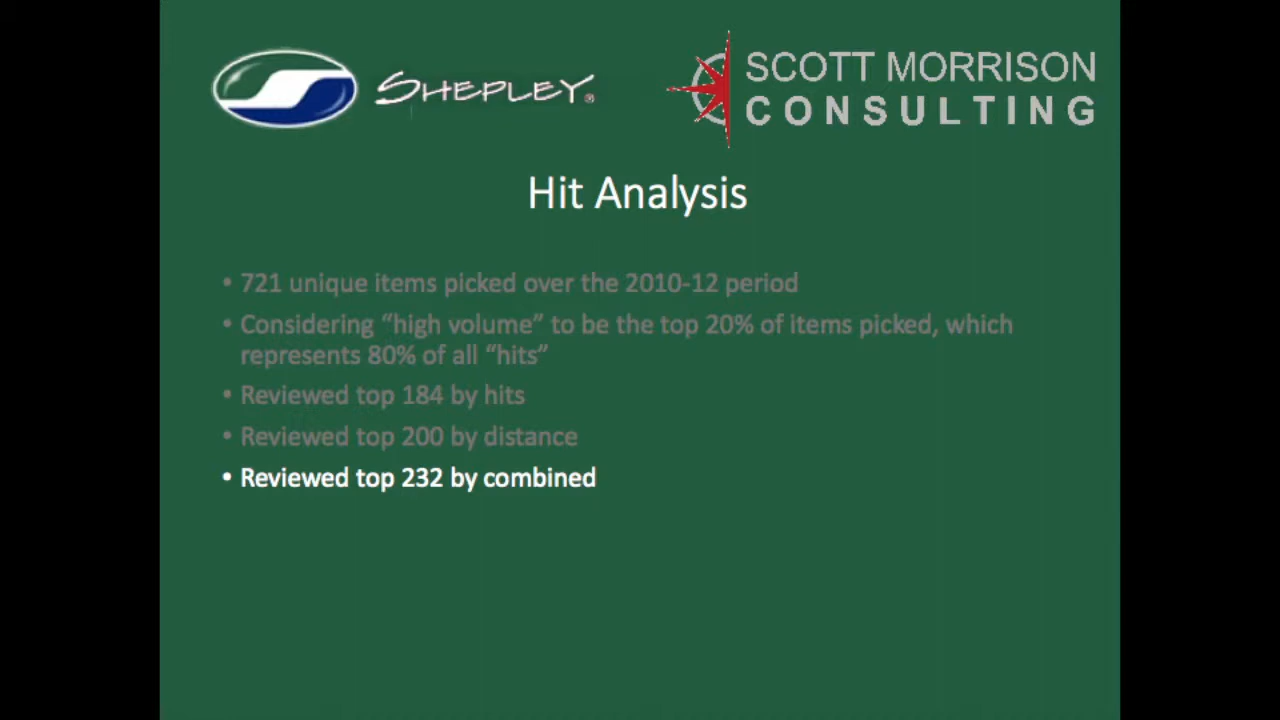 SHEPLEY®
SCOTT MORRISON
CONSULTING
Hit Analysis
• 721 unique items picked over the 2010-12 period
• Considering “high volume” to be the top 20% of items picked, which
represents 80% of all “hits”
• Reviewed top 184 by hits
• Reviewed top 200 by distance
• Reviewed top 232 by combined